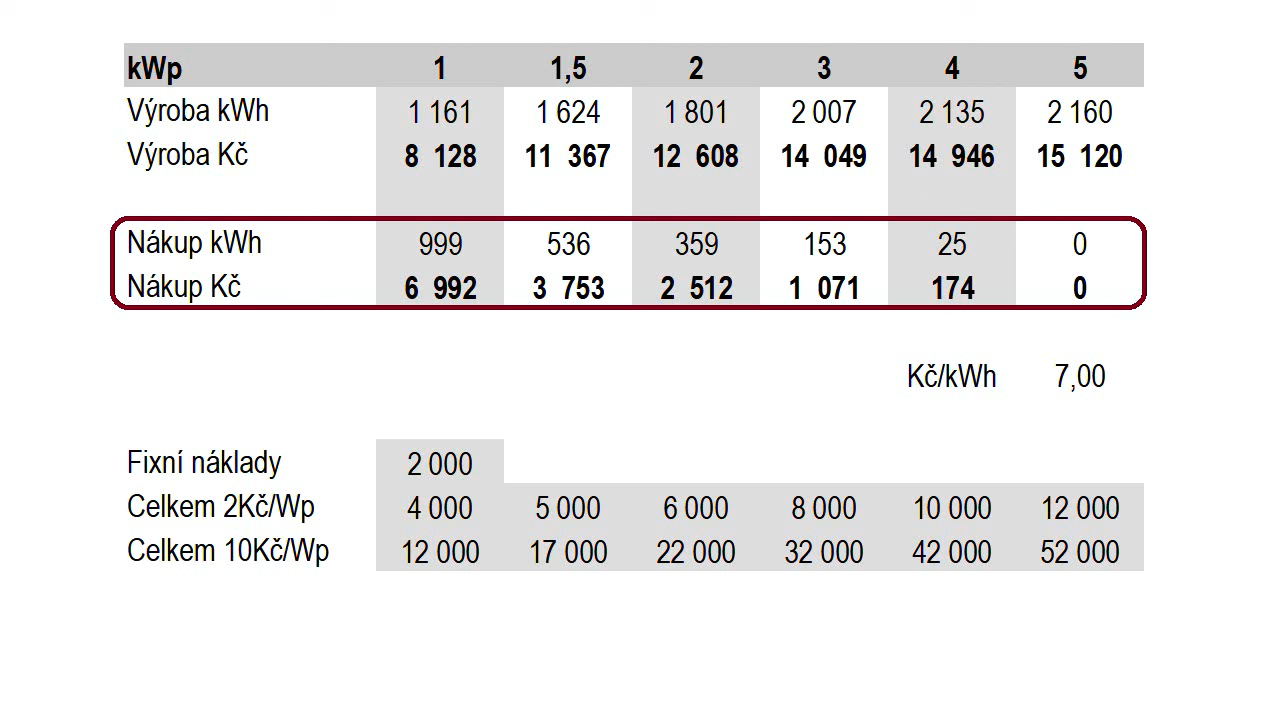 kWp 1 1,5 2 3 4 5
Výroba kWh 1 161 1 624 1 801 2 007 2 135 2 160
Výroba Kč 8 128 11 367 12 608 14 049 14 946 15 120
Nákup kWh 999 536 359 153 25 0
Nákup Kč 6 992 3 753 2 512 1 071 174 0
Kč/kWh 7,00
Fixní náklady 2 000
Celkem 2Kč/Wp 4 000 5 000 6 000 8 000 10 000 12 000
Celkem 10Kč/Wp 12 000 17 000 22 000 32 000 42 000 52 000